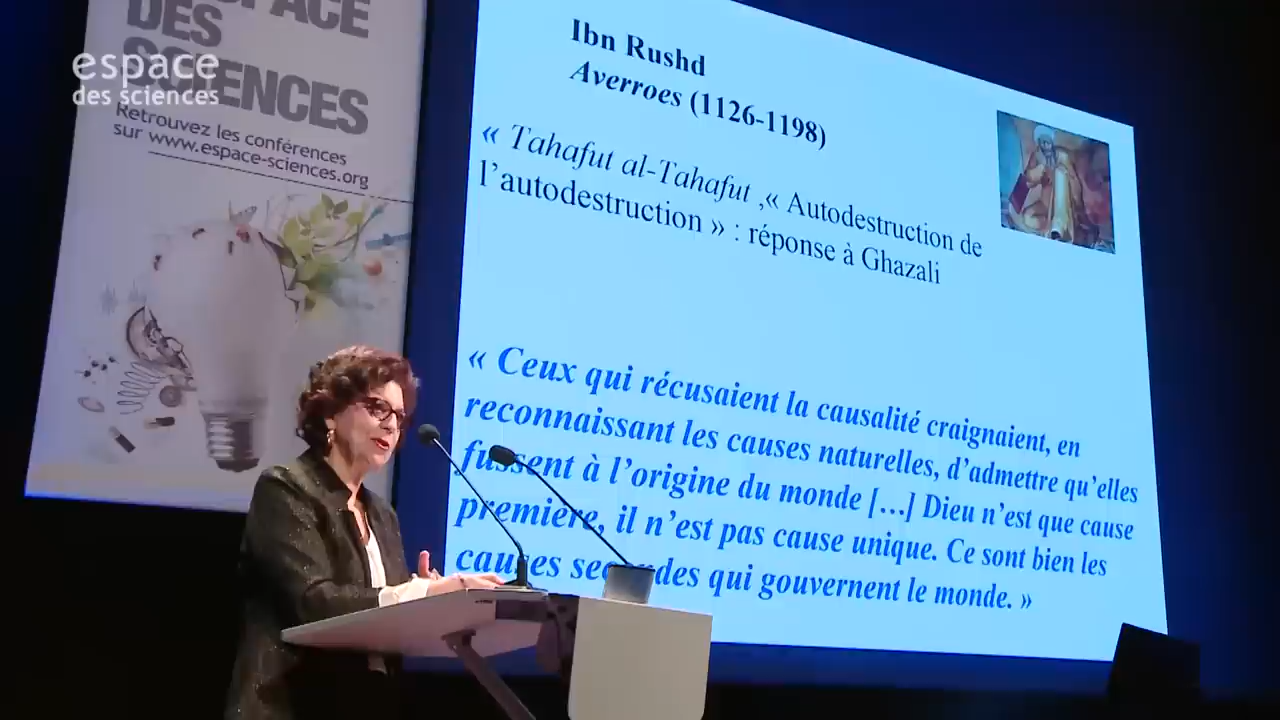 ESPACE
DES
SCIENCES
espace
des sciences
Retrouvez les conférences
sur www.espace-sciences.org
Ibn Rushd
Averroes (1126-1198)
« Tahafut al-Tahafut ,« Autodestruction de
l’autodestruction » : réponse à Ghazali
« Ceux qui récusaient la causalité craignaient, en
reconnaissant les causes naturelles, d’admettre qu’elles
fussent à l’origine du monde […] Dieu n’est que cause
première, il n’est pas cause unique. Ce sont bien les
causes secondes qui gouvernent le monde. »